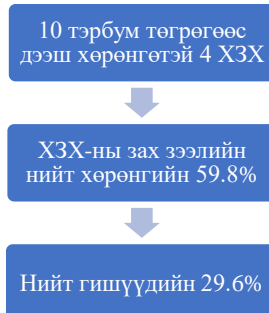 10 тэрбум төгрөгөөс
дээш хөрөнгөтэй 4 ХЗХ
ХЗХ-ны зах зээлийн
нийт хөрөнгийн 59.8%
Нийт гишүүдийн 29.6%